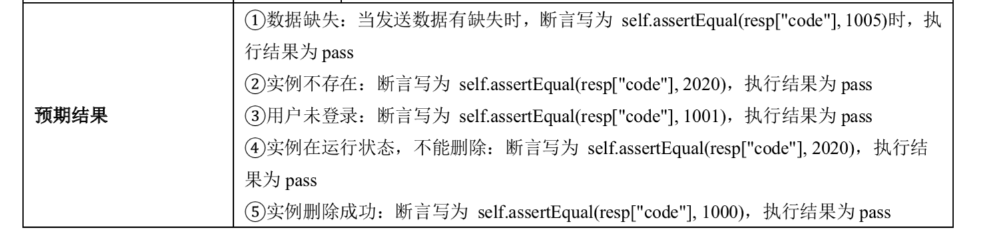 预期结果
①数据缺失：当发送数据有缺失时，断言写为 self.assertEqual(resp["code"], 1005)时，执
行结果为 pass
②实例不存在：断言写为 self.assertEqual(resp["code"], 2020)，执行结果为 pass
③用户未登录：断言写为 self.assertEqual(resp["code"], 1001)，执行结果为 pass
④实例在运行状态，不能删除：断言写为 self.assertEqual(resp["code"], 2020)，执行结
果为 pass
⑤实例删除成功：断言写为 self.assertEqual(resp["code"], 1000)，执行结果为 pass